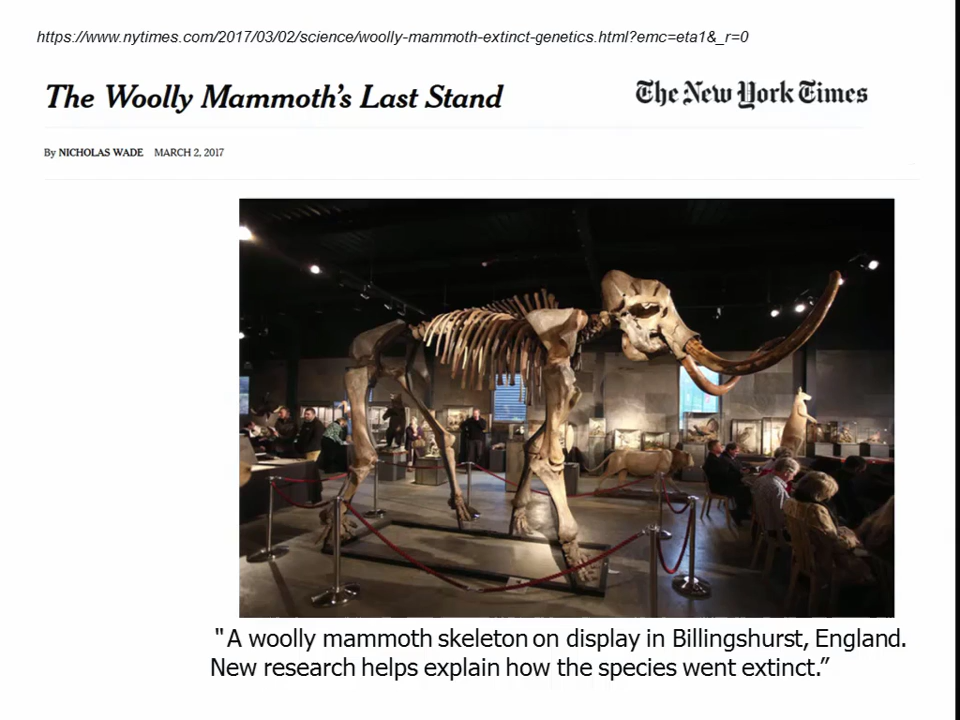 https://www.nytimes.com/2017/03/02/science/woolly-mammoth-extinct-genetics.html?emc=eta1&_r=0
The Woolly Mammoth's Last Stand
The New York Times
By NICHOLAS WADE MARCH 2, 2017
"A woolly mammoth skeleton on display in Billingshurst, England.
New research helps explain how the species went extinct.”